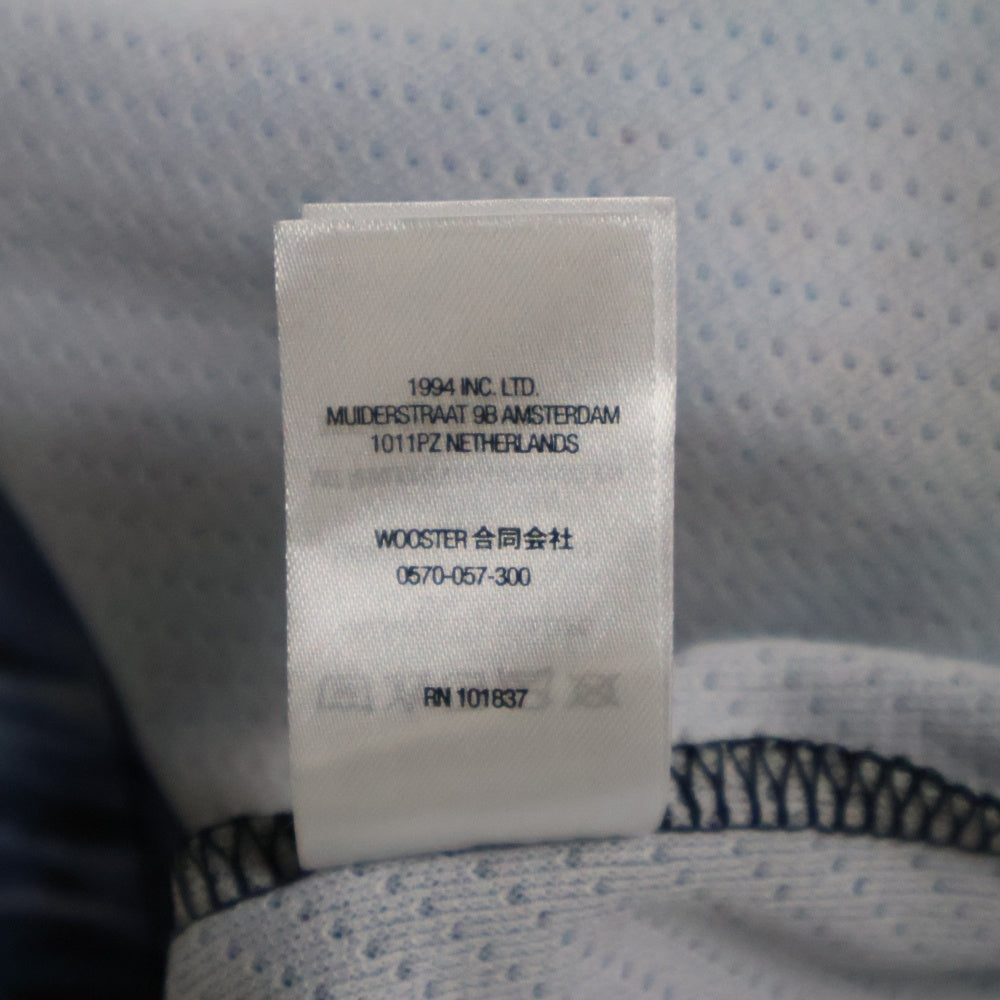 1994 INC. LTD.
MUIDERSTRAAT 9B AMSTERDAM
1011PZ NETHERLANDS
WOOSTER 合同会社
0570-057-300
RN 101837